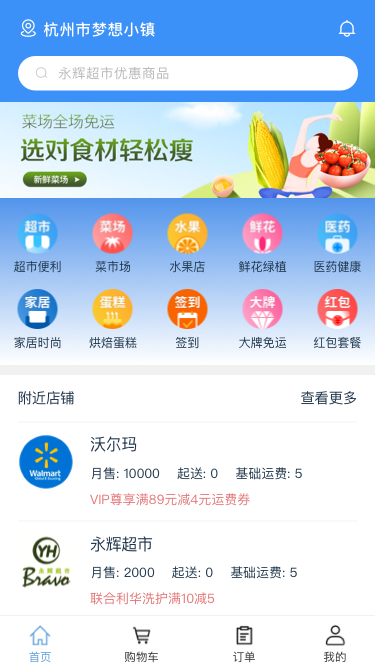 杭州市梦想小镇
永辉超市优惠商品
菜场全场免运
选对食材轻松瘦
新鲜菜场 ➤
超市 菜场 水果 鲜花 医药
超市便利 菜市场 水果店 鲜花绿植 医药健康
家居 蛋糕 签到 大牌 红包
家居时尚 烘焙蛋糕 签到 大牌免运 红包套餐
附近店铺 查看更多
沃尔玛
Walmart
月售: 10000 起送: 0 基础运费: 5
VIP尊享满89元减4元运费券
永辉超市
YH
永辉超市
Bravo
月售: 2000 起送: 0 基础运费: 5
联合利华洗护满10减5
首页 购物车 订单 我的